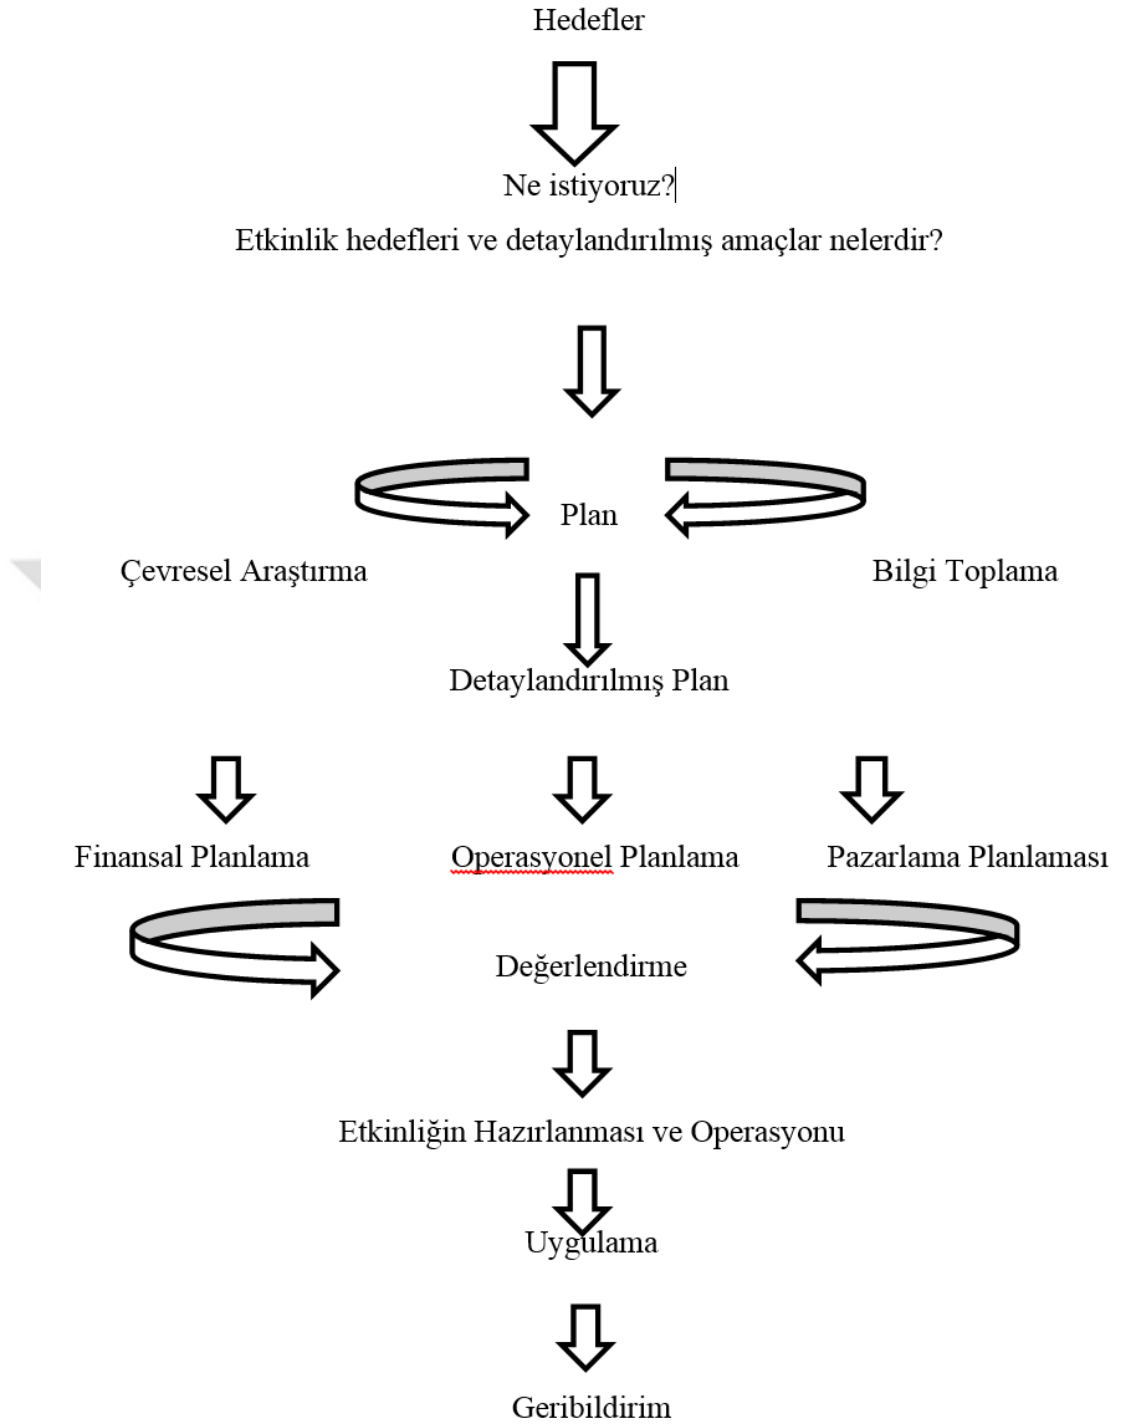 Hedefler
Ne istiyoruz?
Etkinlik hedefleri ve detaylandırılmış amaçlar nelerdir?
Plan
Çevresel Araştırma
Bilgi Toplama
Detaylandırılmış Plan
Finansal Planlama
Operasyonel Planlama
Pazarlama Planlaması
Değerlendirme
Etkinliğin Hazırlanması ve Operasyonu
Uygulama
Geribildirim